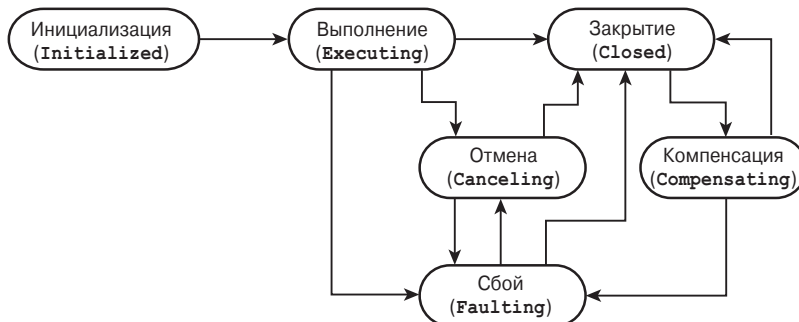 Инициализация
(Initialized)
Выполнение
(Executing)
Закрытие
(Closed)
Отмена
(Canceling)
Компенсация
(Compensating)
Сбой
(Faulting)